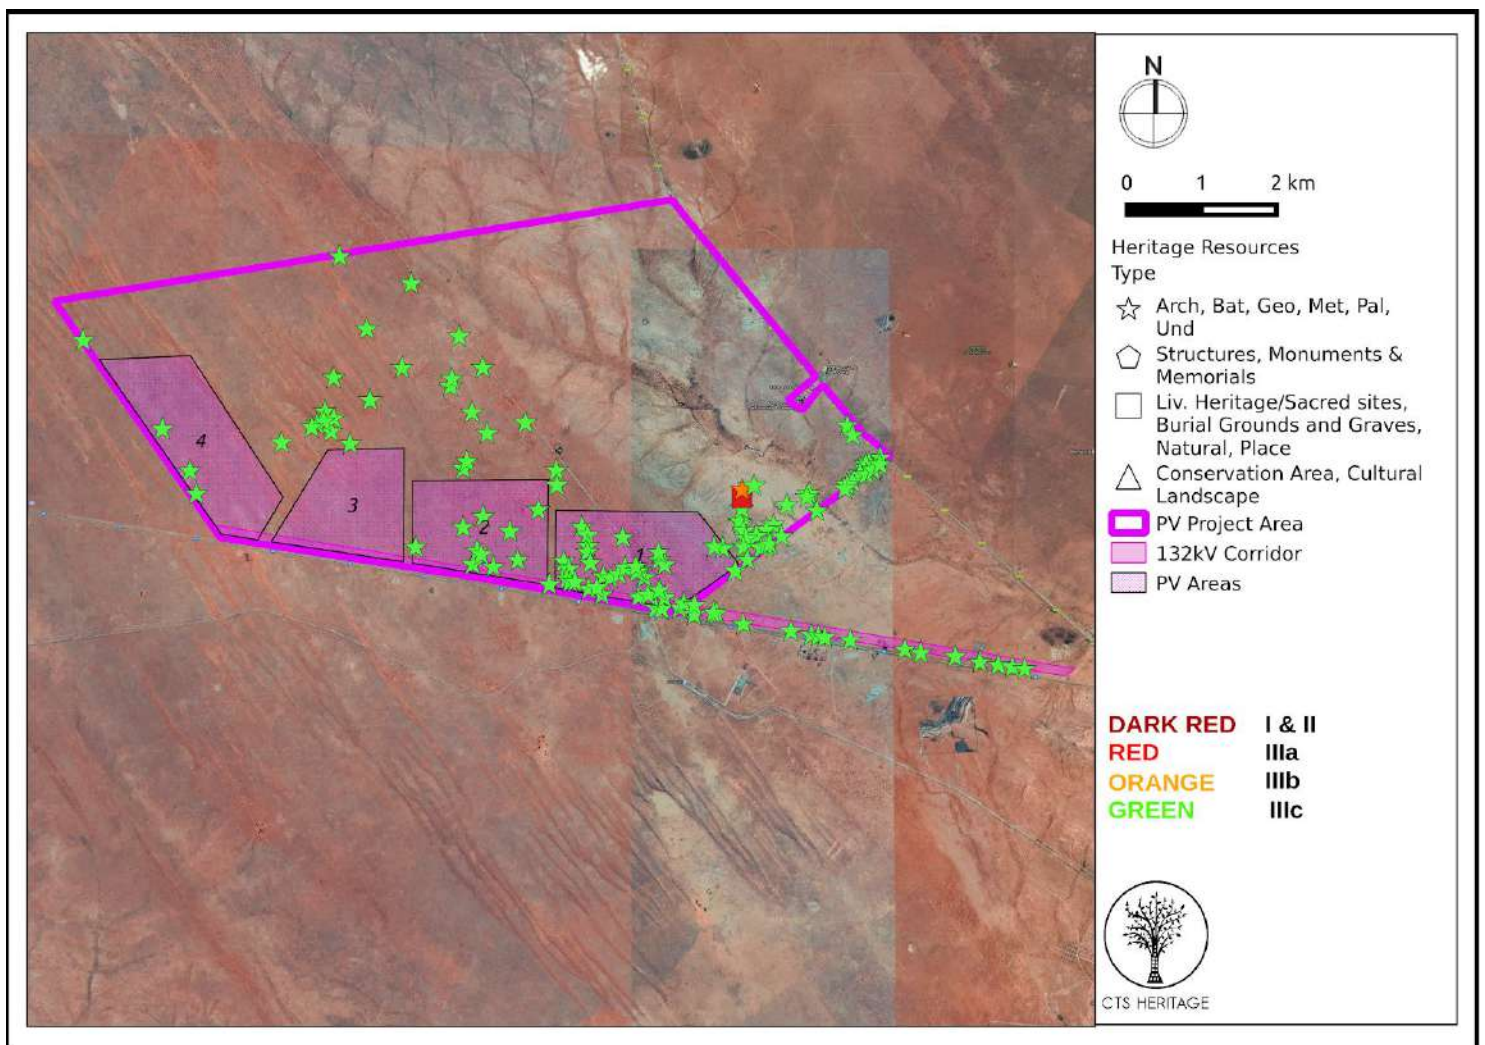 N
0 1 2 km
Heritage Resources
Type
Arch, Bat, Geo, Met, Pal,
Und
Structures, Monuments &
Memorials
Liv. Heritage/Sacred sites,
Burial Grounds and Graves,
Natural, Place
Conservation Area, Cultural
Landscape
PV Project Area
132kV Corridor
PV Areas
DARK RED I & II
RED IIIa
ORANGE IIIb
GREEN IIIc
CTS HERITAGE
4
3
2
1